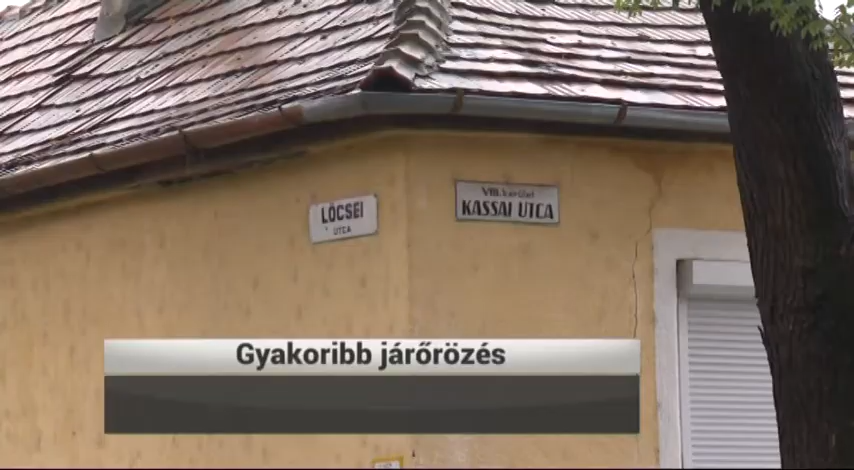 LŐCSEI
UTCA
VIII. kerület
KASSAI UTCA
Gyakoribb járőrözés